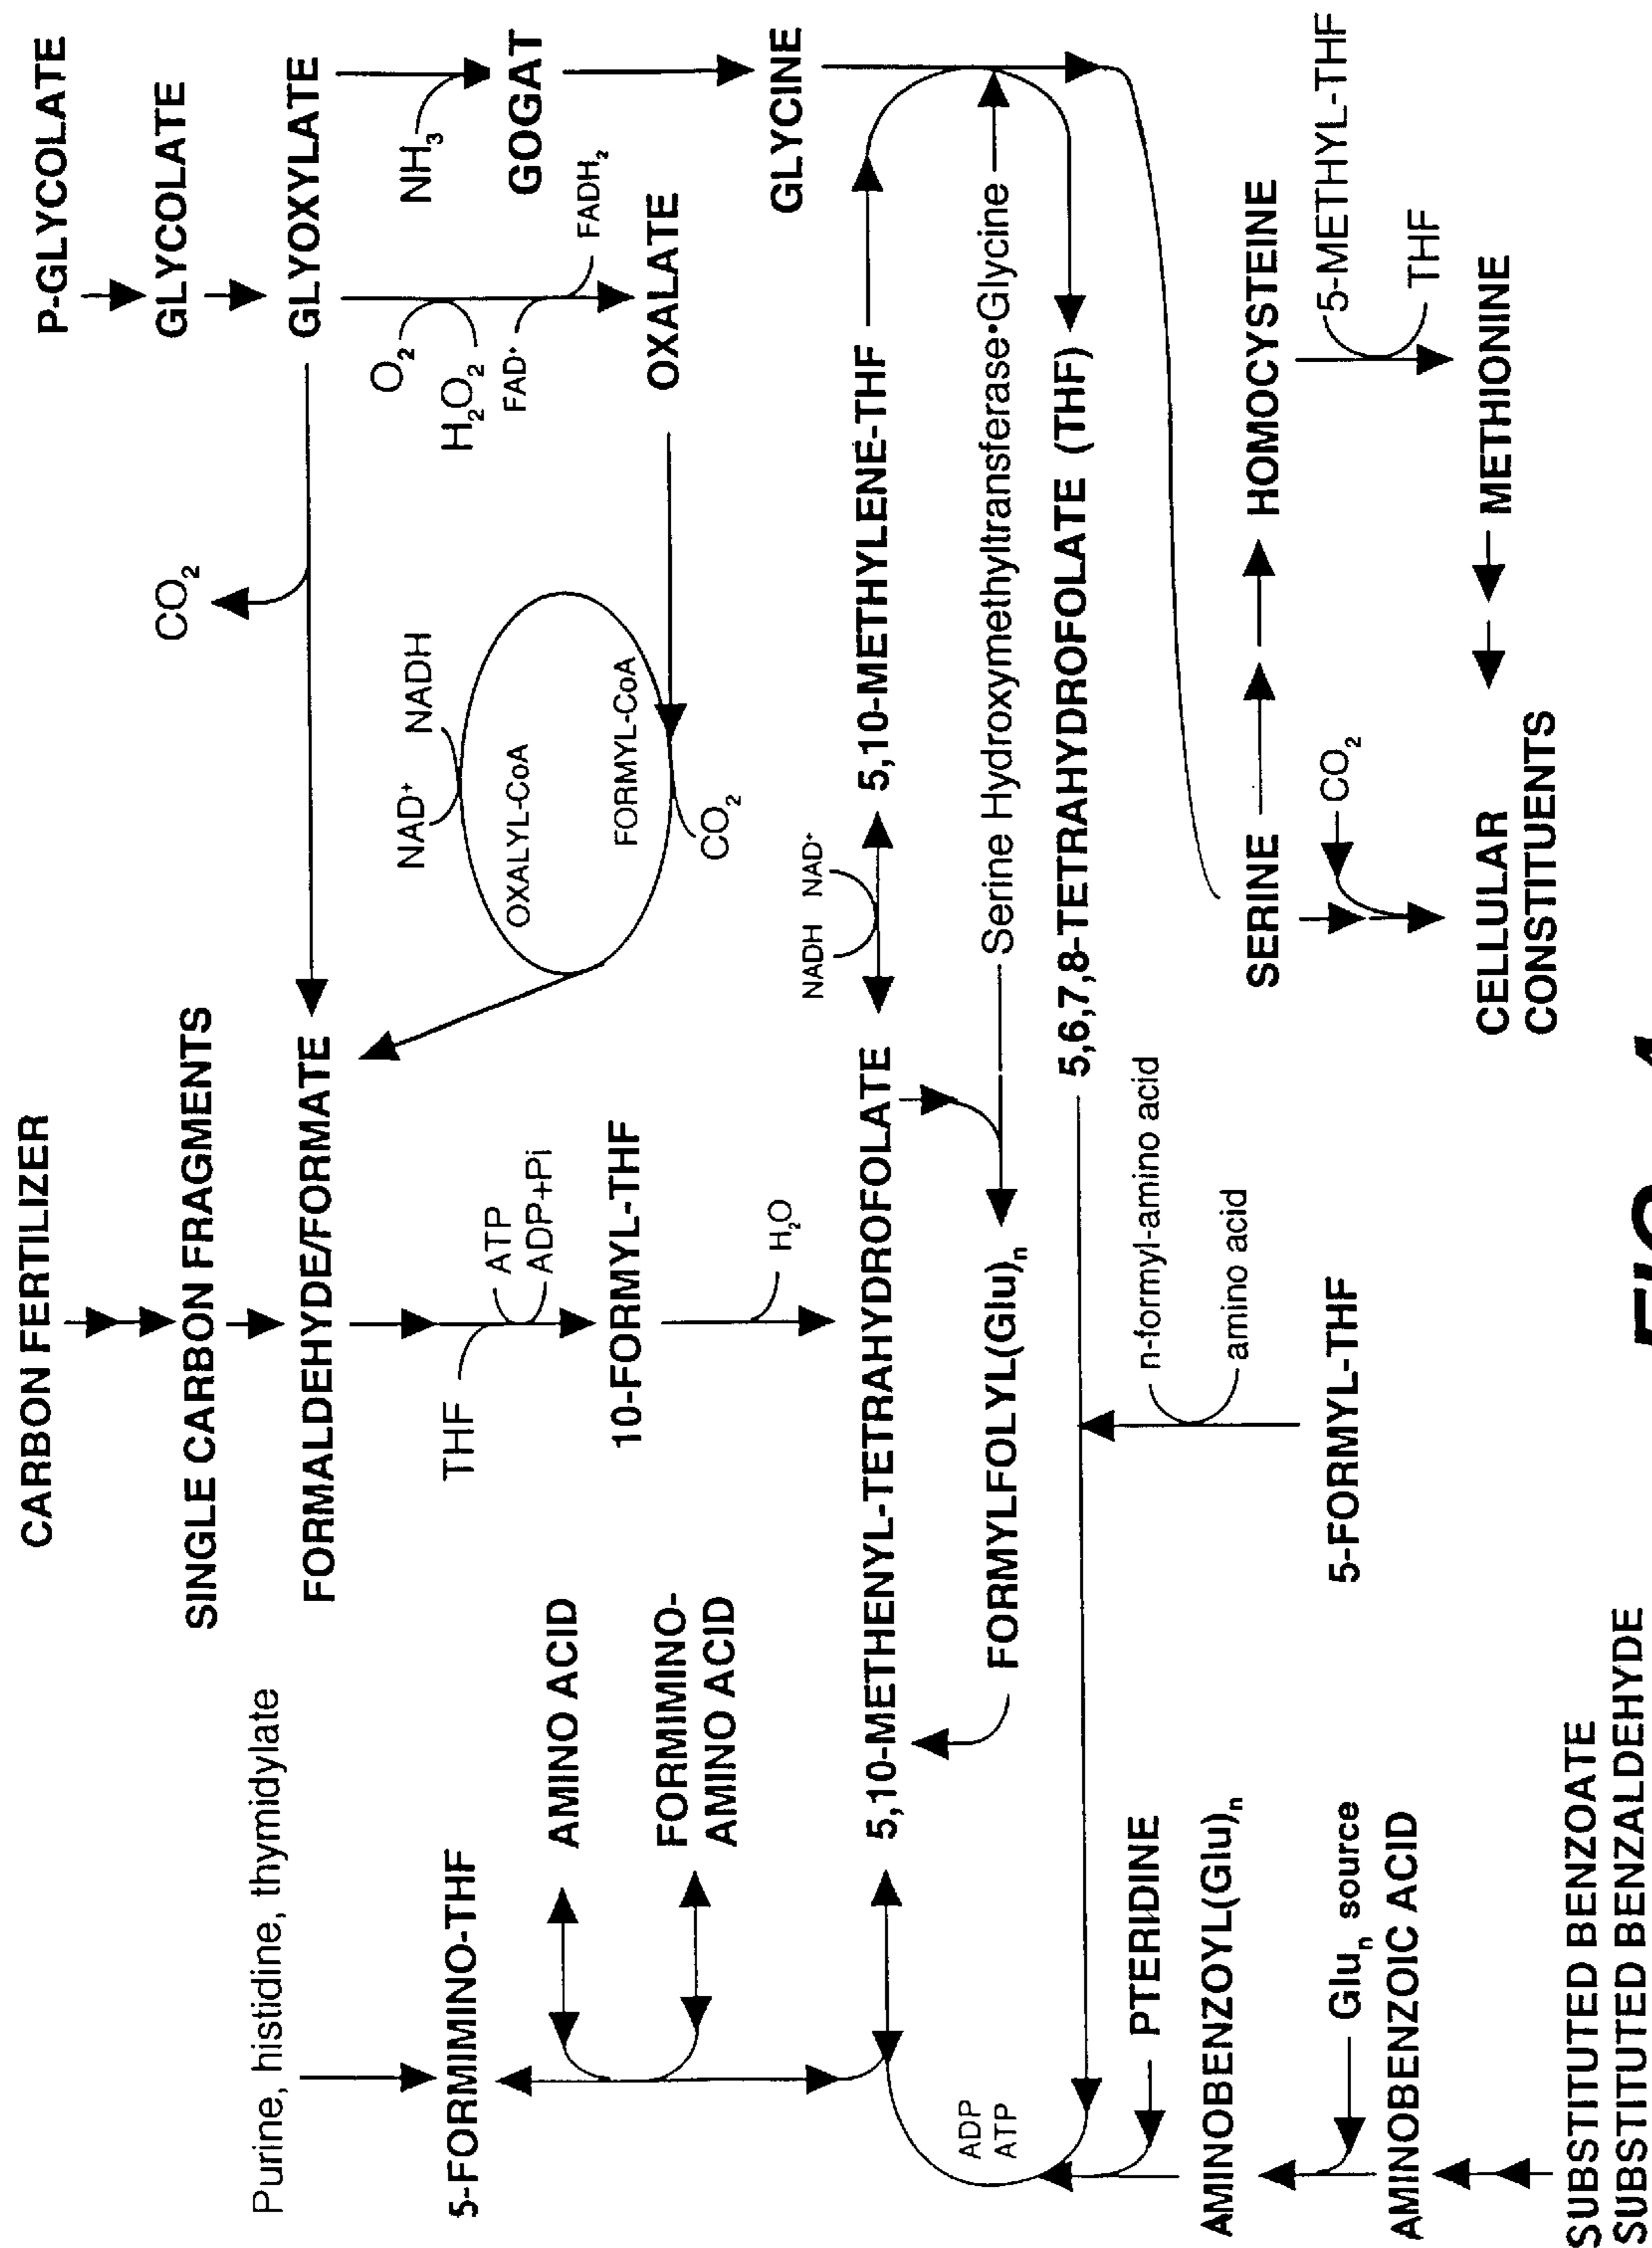 CARBON FERTILIZER
P-GLYCOLATE
SINGLE CARBON FRAGMENTS
CO₂
GLYCOLATE
Purine, histidine, thymidylate
FORMALDEHYDE/FORMATE
GLYOXYLATE
5-FORMIMINO-THF
THF
ATP
ADP+Pi
NAD⁺
NADH
O₂
H₂O₂
NH₃
FAD⁺
FADH₂
GOGAT
AMINO ACID
OXALYL-CoA
10-FORMYL-THF
FORMYL-CoA
OXALATE
FORMIMINO-
AMINO ACID
CO₂
H₂O
GLYCINE
NADH
NAD⁺
5,10-METHENYL-TETRAHYDROFOLATE
5,10-METHYLENE-THF
ADP
ATP
FORMYLFOLYL(Glu)ₙ
Serine Hydroxymethyltransferase•Glycine
5,6,7,8-TETRAHYDROFOLATE (THF)
PTERIDINE
n-formyl-amino acid
AMINOBENZOYL(Glu)ₙ
amino acid
SERINE
HOMOCYSTEINE
Gluₙ source
5-FORMYL-THF
CO₂
5-METHYL-THF
AMINOBENZOIC ACID
THF
CELLULAR
CONSTITUENTS
METHIONINE
SUBSTITUTED BENZOATE
SUBSTITUTED BENZALDEHYDE